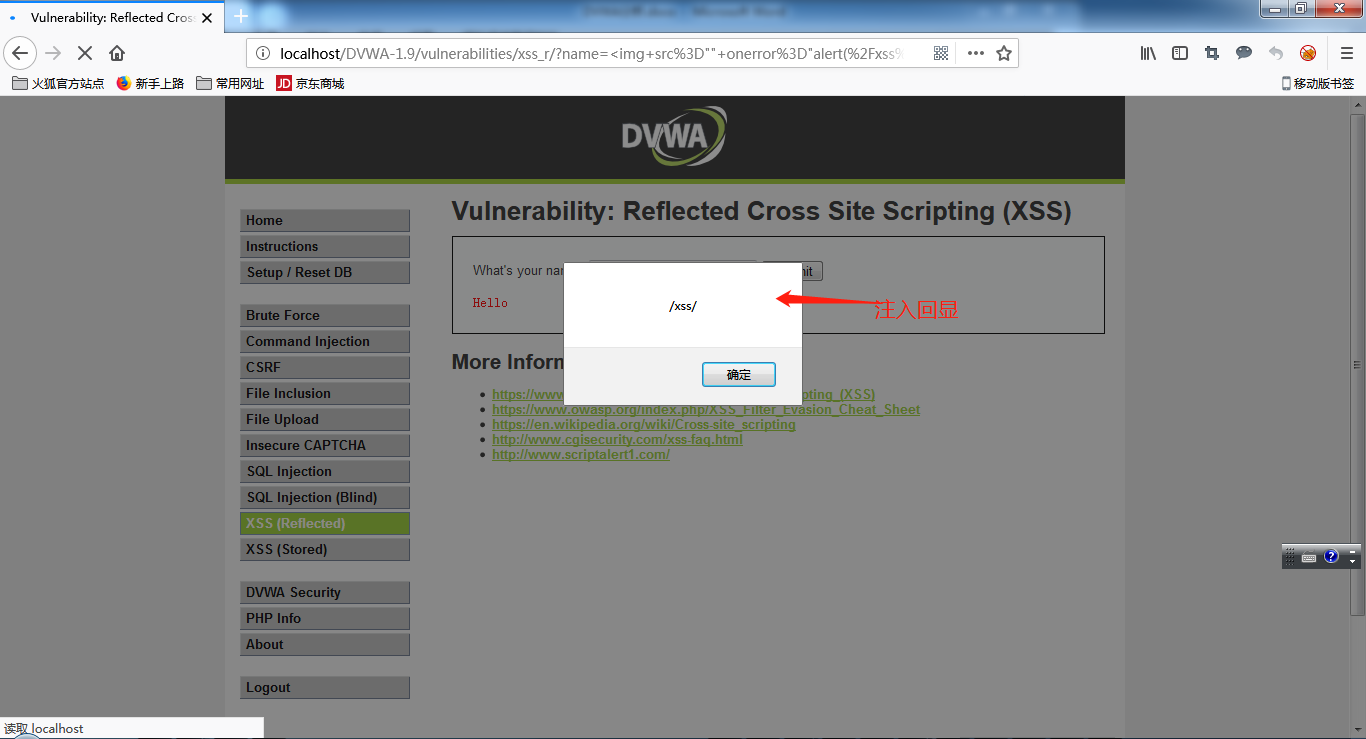 Vulnerability: Reflected Cros
localhost/DVWA-1.9/vulnerabilities/xss_r/?name=<img+src%3D""+onerror%3D"alert(%2Fxss%
火狐官方站点 新手上路 常用网址 JD 京东商城 移动版书签
DVWA
Vulnerability: Reflected Cross Site Scripting (XSS)
Home
Instructions
Setup / Reset DB
Brute Force
Command Injection
CSRF
File Inclusion
File Upload
Insecure CAPTCHA
SQL Injection
SQL Injection (Blind)
XSS (Reflected)
XSS (Stored)
DVWA Security
PHP Info
About
Logout
What's your nam
Hello
/xss/
确定
注入回显
More Inform
https://www.
pting_(XSS)
https://www.owasp.org/index.php/XSS_Filter_Evasion_Cheat_Sheet
https://en.wikipedia.org/wiki/Cross-site_scripting
http://www.cgisecurity.com/xss-faq.html
http://www.scriptalert1.com/
读取 localhost